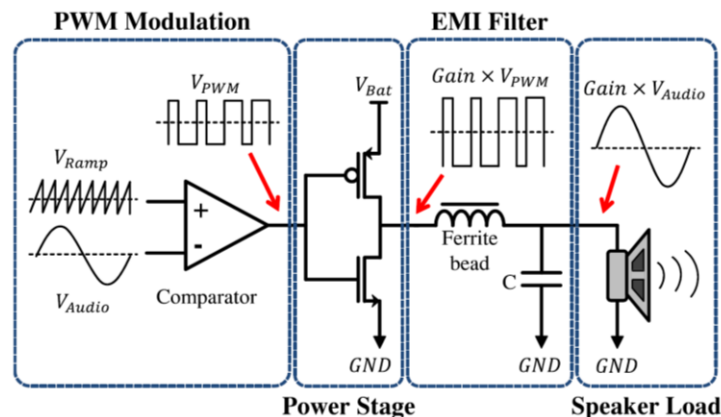 PWM Modulation
EMI Filter
V_PWM
V_Bat
Gain × V_PWM
Gain × V_Audio
V_Ramp
+
-
V_Audio
Comparator
Ferrite
bead
C
GND
GND
GND
Power Stage
Speaker Load